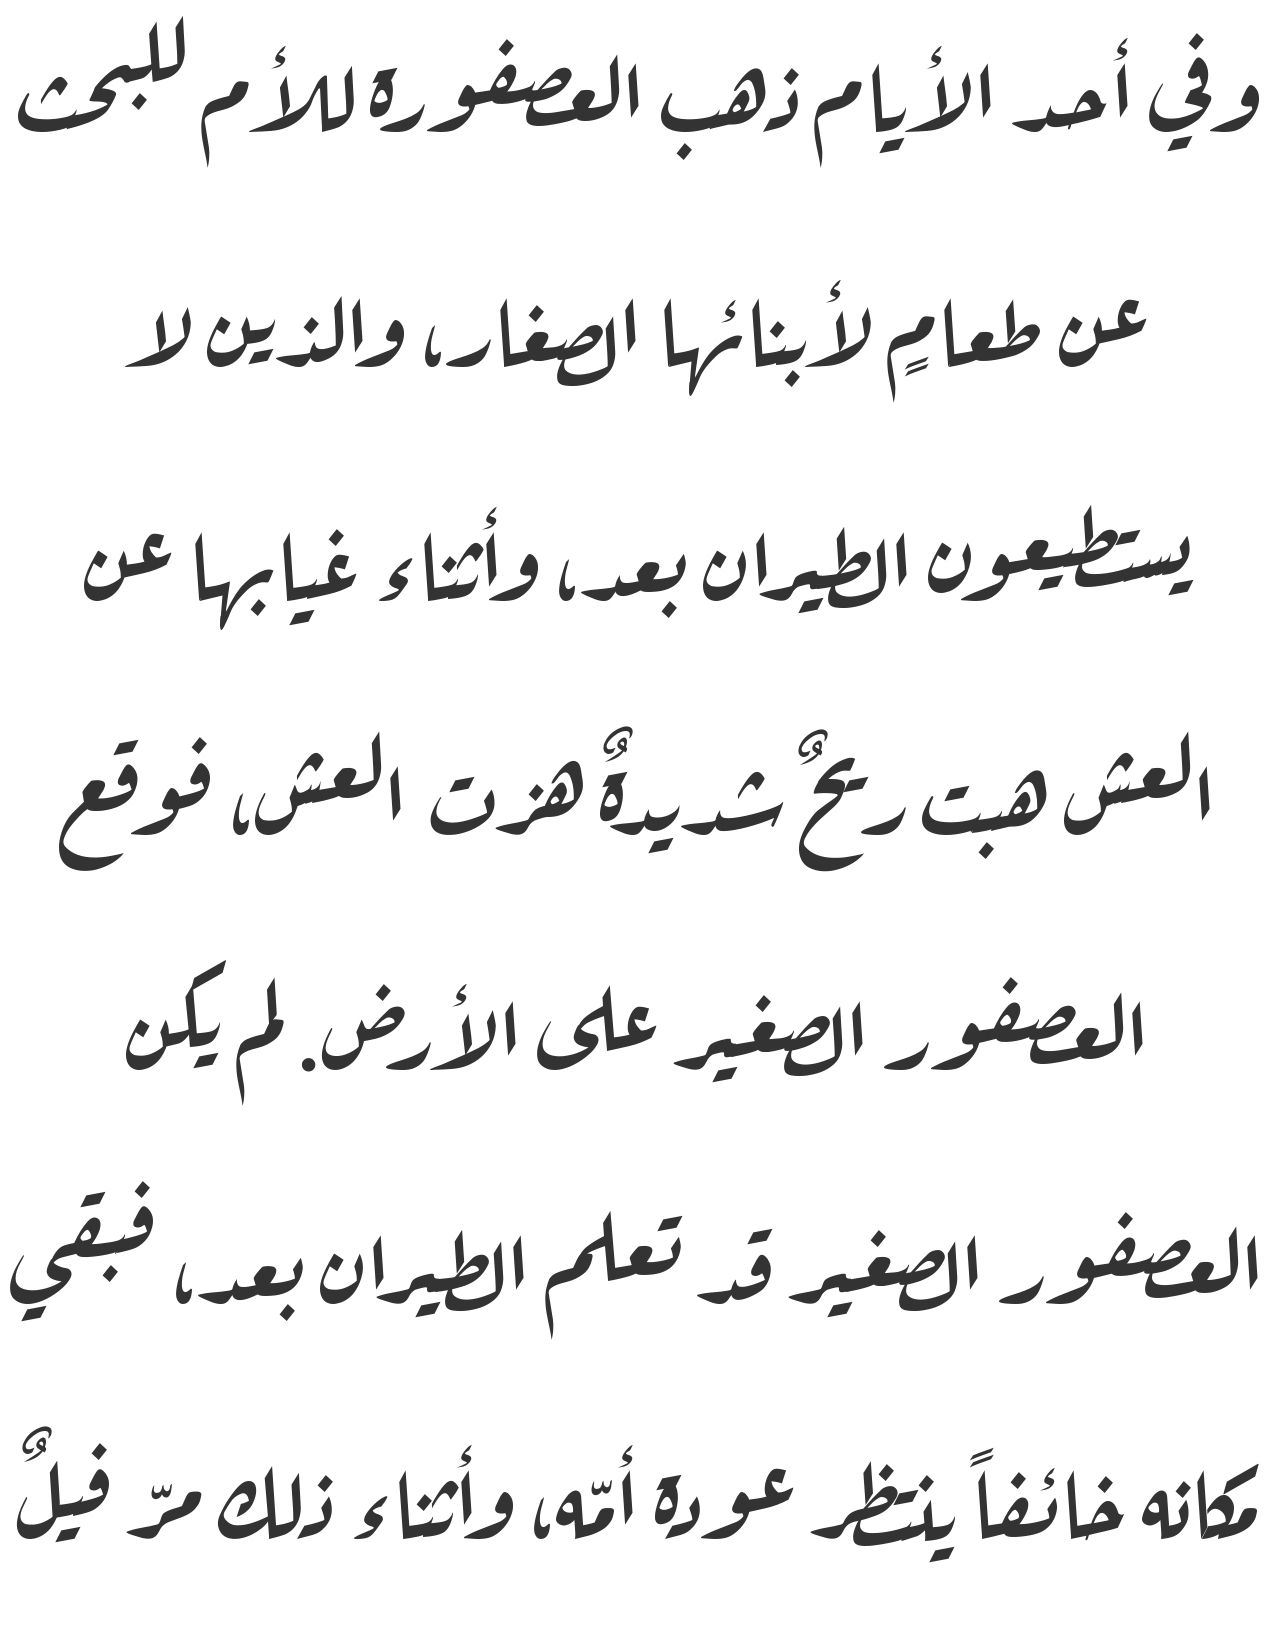 وفي أحد الأيام ذهب العصفورة للأم للبحث
عن طعامٍ لأبنائها الصغار، والذين لا
يستطيعون الطيران بعد، وأثناء غيابها عن
العش هبت ريحٌ شديدةٌ هزت العش، فوقع
العصفور الصغير على الأرض. لم يكن
العصفور الصغير قد تعلم الطيران بعد، فبقي
مكانه خائفاً ينتظر عودة أمّه، وأثناء ذلك مرّ فيلٌ